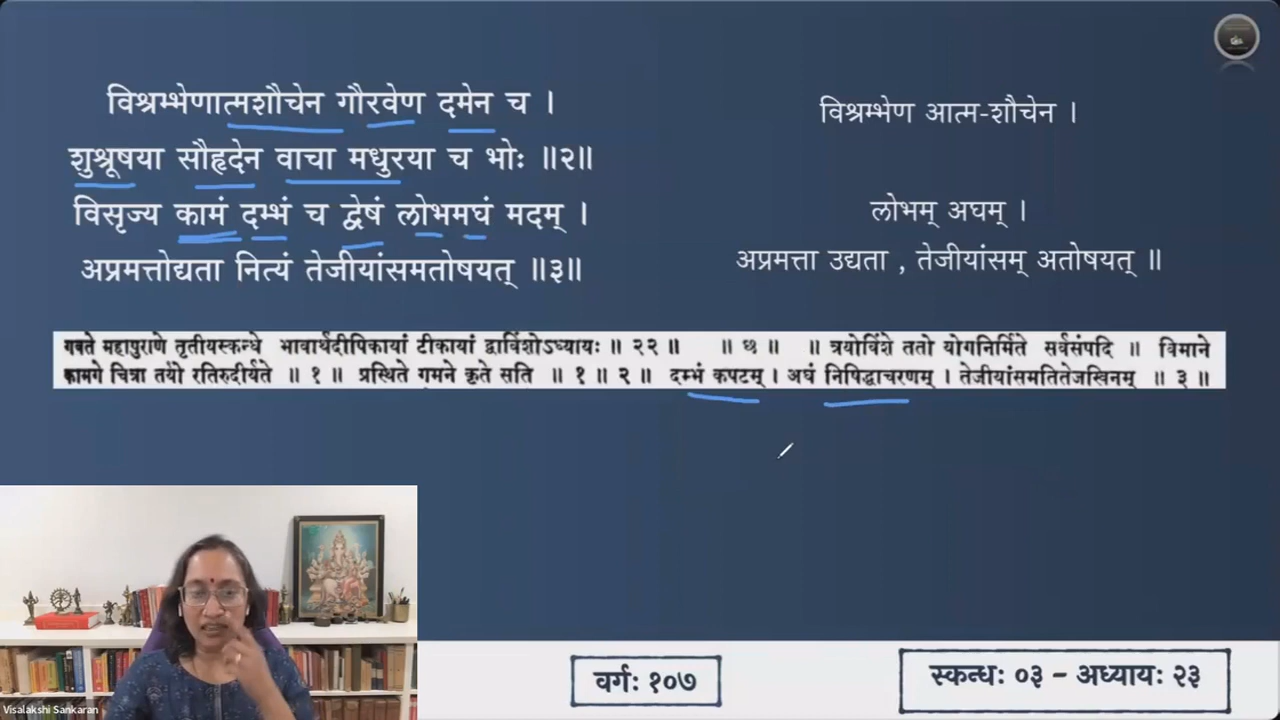 विश्रम्भेणात्मशौचेन गौरवेण दमेन च ।
शुश्रूषया सौहृदेन वाचा मधुरया च भोः ॥२॥
विसृज्य कामं दम्भं च द्वेषं लोभमघं मदम् ।
अप्रमत्तोद्यता नित्यं तेजीयांसमतोषयत् ॥३॥
विश्रम्भेण आत्म-शौचेन ।
लोभम् अघम् ।
अप्रमत्ता उद्यता , तेजीयांसम् अतोषयत् ॥
गवते महापुराणे तृतीयस्कन्धे भावार्थदीपिकायां टीकायां द्वाविंशोऽध्यायः ॥ २२ ॥ ॥ छ ॥ ॥ त्रयोविंशे ततो योगनिर्मिते सर्वसंपदि ॥ विमाने
कामगे चित्रा तयो रतिरुदीर्यते ॥ १ ॥ प्रस्थिते गमने कृते सति ॥ १ ॥ २ ॥ दम्भं कपटम् । अघं निषिद्धाचरणम् । तेजीयांसमतितेजस्विनम् ॥ ३ ॥
Visalakshi Sankaran
वर्गः १०७
स्कन्धः ०३ – अध्यायः २३